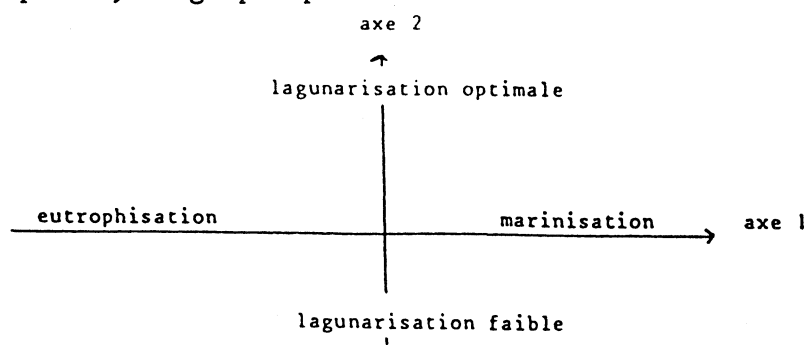 axe 2
lagunarisation optimale
eutrophisation
marinisation
axe 1
lagunarisation faible